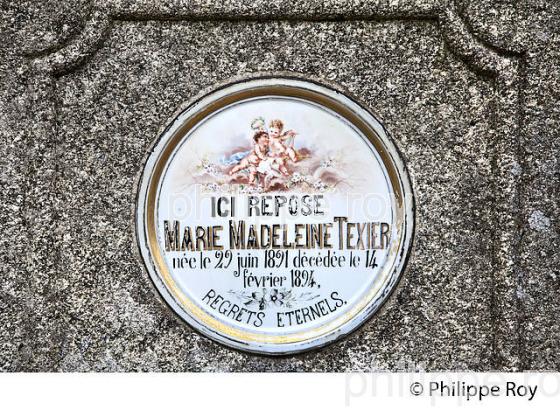 ICI REPOSE
MARIE MADELEINE TEXIER
née le 29 juin 1891 décédée le 14
février 1894,
REGRETS ETERNELS.
© Philippe Roy